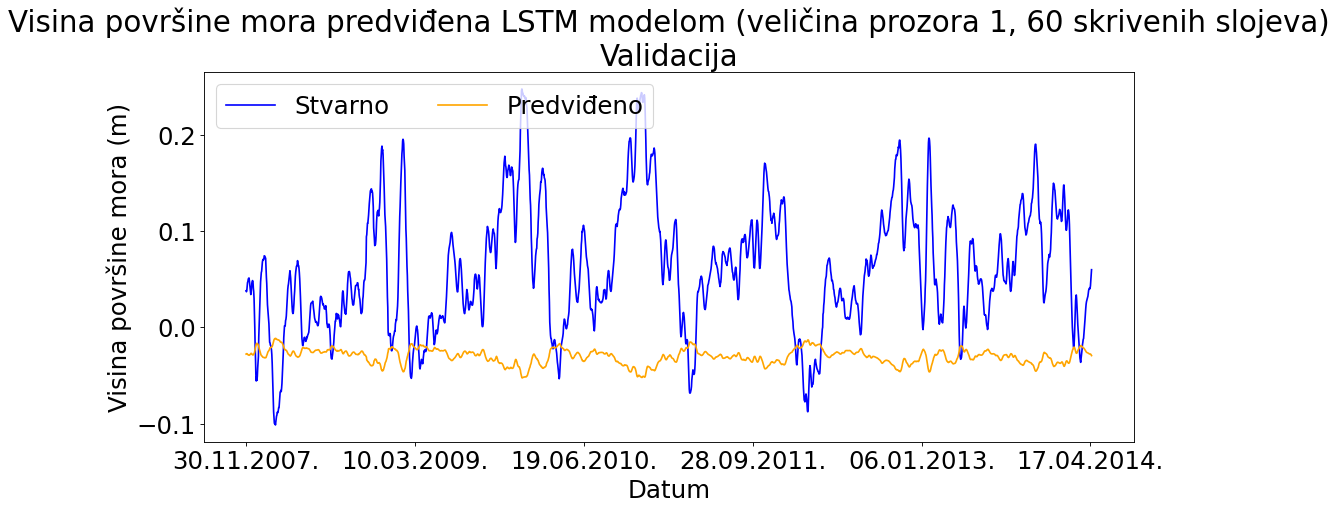 Visina površine mora predviđena LSTM modelom (veličina prozora 1, 60 skrivenih slojeva)
Validacija
Stvarno Predviđeno
Visina površine mora (m)
0.2
0.1
0.0
−0.1
30.11.2007. 10.03.2009. 19.06.2010. 28.09.2011. 06.01.2013. 17.04.2014.
Datum